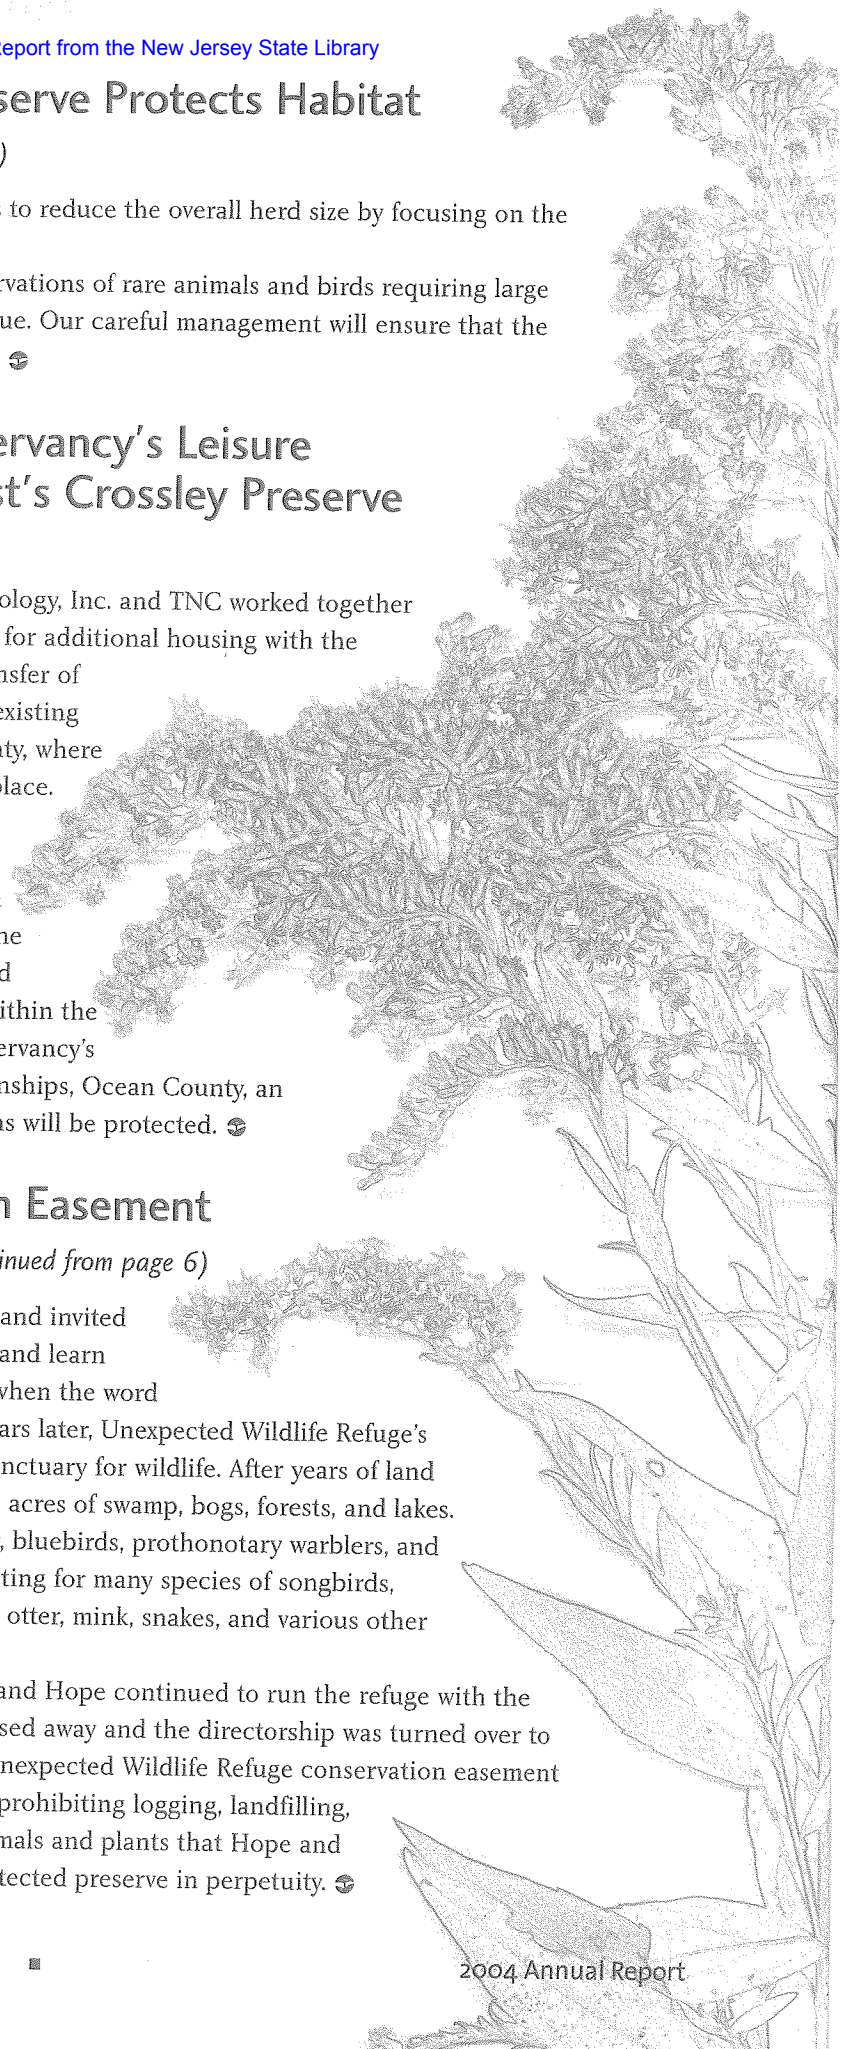 Report from the New Jersey State Library
serve Protects Habitat
)
s to reduce the overall herd size by focusing on the
rvations of rare animals and birds requiring large
ue. Our careful management will ensure that the
ervancy's Leisure
st's Crossley Preserve
ology, Inc. and TNC worked together
for additional housing with the
nsfer of
existing
nty, where
place.
ne
d
ithin the
ervancy's
nships, Ocean County, an
ns will be protected.
n Easement
inued from page 6)
and invited
and learn
when the word
ars later, Unexpected Wildlife Refuge's
nctuary for wildlife. After years of land
acres of swamp, bogs, forests, and lakes.
, bluebirds, prothonotary warblers, and
ting for many species of songbirds,
otter, mink, snakes, and various other
and Hope continued to run the refuge with the
sed away and the directorship was turned over to
nexpected Wildlife Refuge conservation easement
prohibiting logging, landfilling,
mals and plants that Hope and
tected preserve in perpetuity.
2004 Annual Report